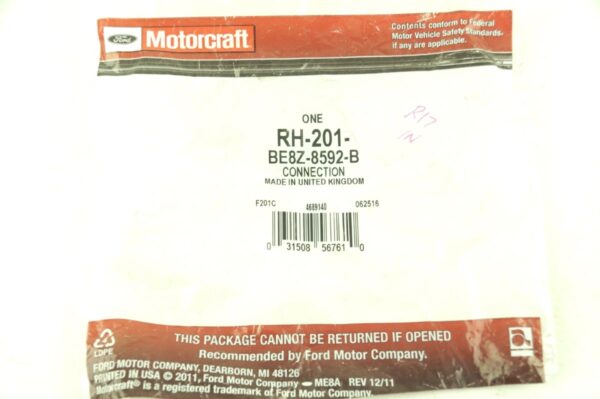 Ford
Motorcraft
Contents conform to Federal
Motor Vehicle Safety Standards,
if any are applicable.
R17
IN
ONE
RH-201-
BE8Z-8592-B
CONNECTION
MADE IN UNITED KINGDOM
F201C 4689140 062516
0 31508 56761 0
LDPE
THIS PACKAGE CANNOT BE RETURNED IF OPENED
Recommended by Ford Motor Company.
FORD MOTOR COMPANY, DEARBORN, MI 48126
PRINTED IN USA © 2011, Ford Motor Company — ME8A REV 12/11
Motorcraft® is a registered trademark of Ford Motor Company.